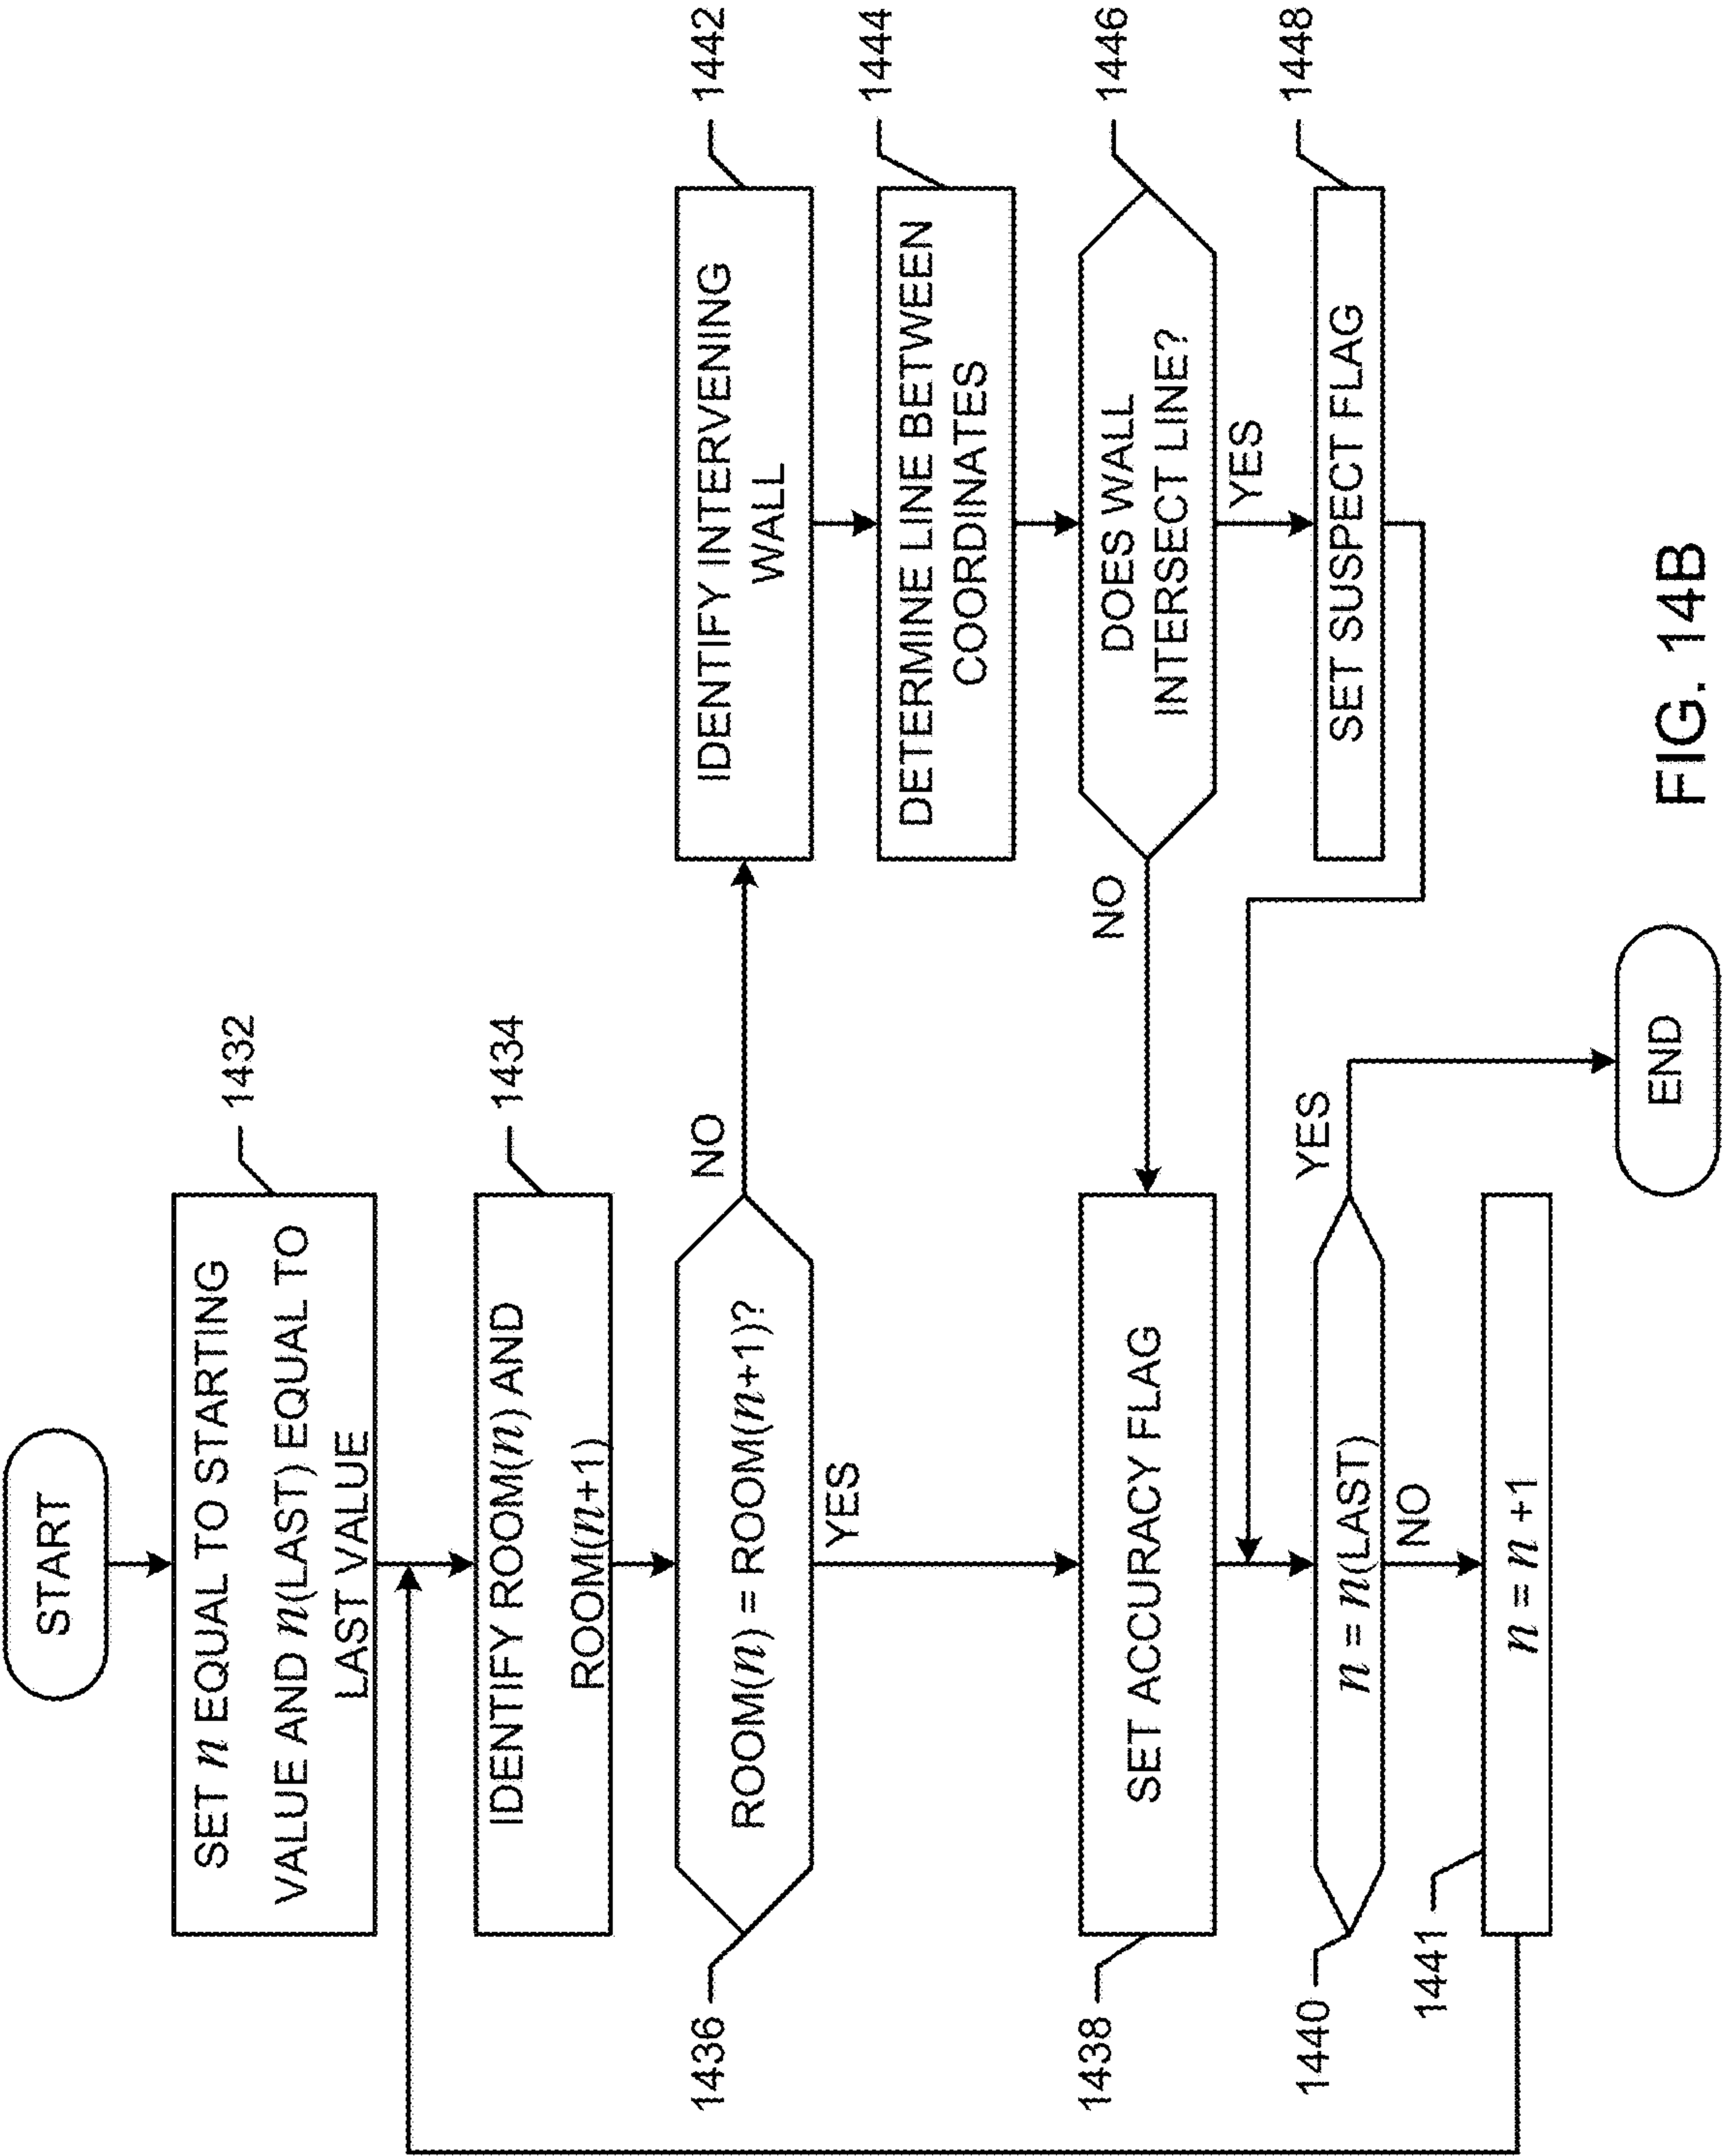 START
SET n EQUAL TO STARTING
VALUE AND n(LAST) EQUAL TO
LAST VALUE
1432
IDENTIFY ROOM(n) AND
ROOM(n+1)
1434
ROOM(n) = ROOM(n+1)?
1436
NO
YES
IDENTIFY INTERVENING
WALL
1442
DETERMINE LINE BETWEEN
COORDINATES
1444
DOES WALL
INTERSECT LINE?
1446
NO
YES
SET SUSPECT FLAG
1448
SET ACCURACY FLAG
1438
n = n(LAST)
1440
YES
NO
n = n +1
1441
END
FIG. 14B